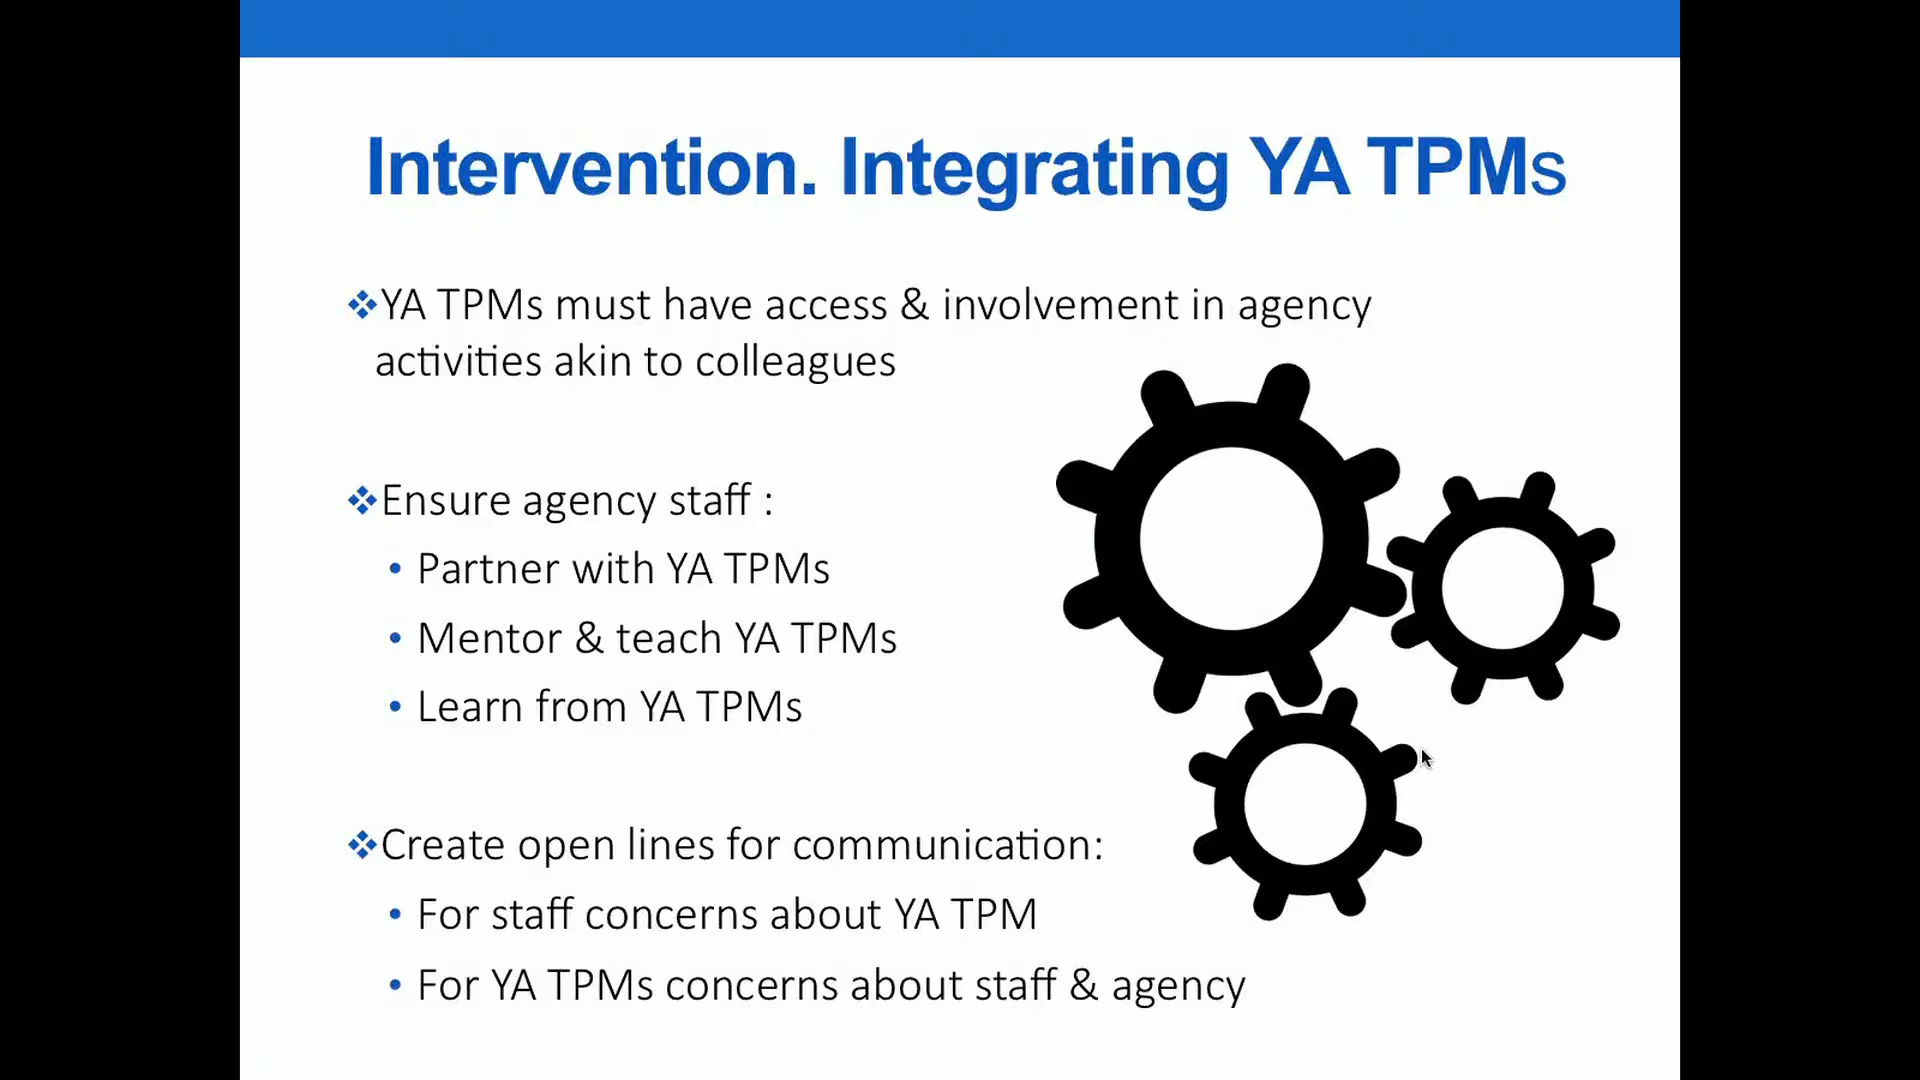 Intervention. Integrating YA TPMs
❖YA TPMs must have access & involvement in agency
activities akin to colleagues
❖Ensure agency staff :
• Partner with YA TPMs
• Mentor & teach YA TPMs
• Learn from YA TPMs
❖Create open lines for communication:
• For staff concerns about YA TPM
• For YA TPMs concerns about staff & agency